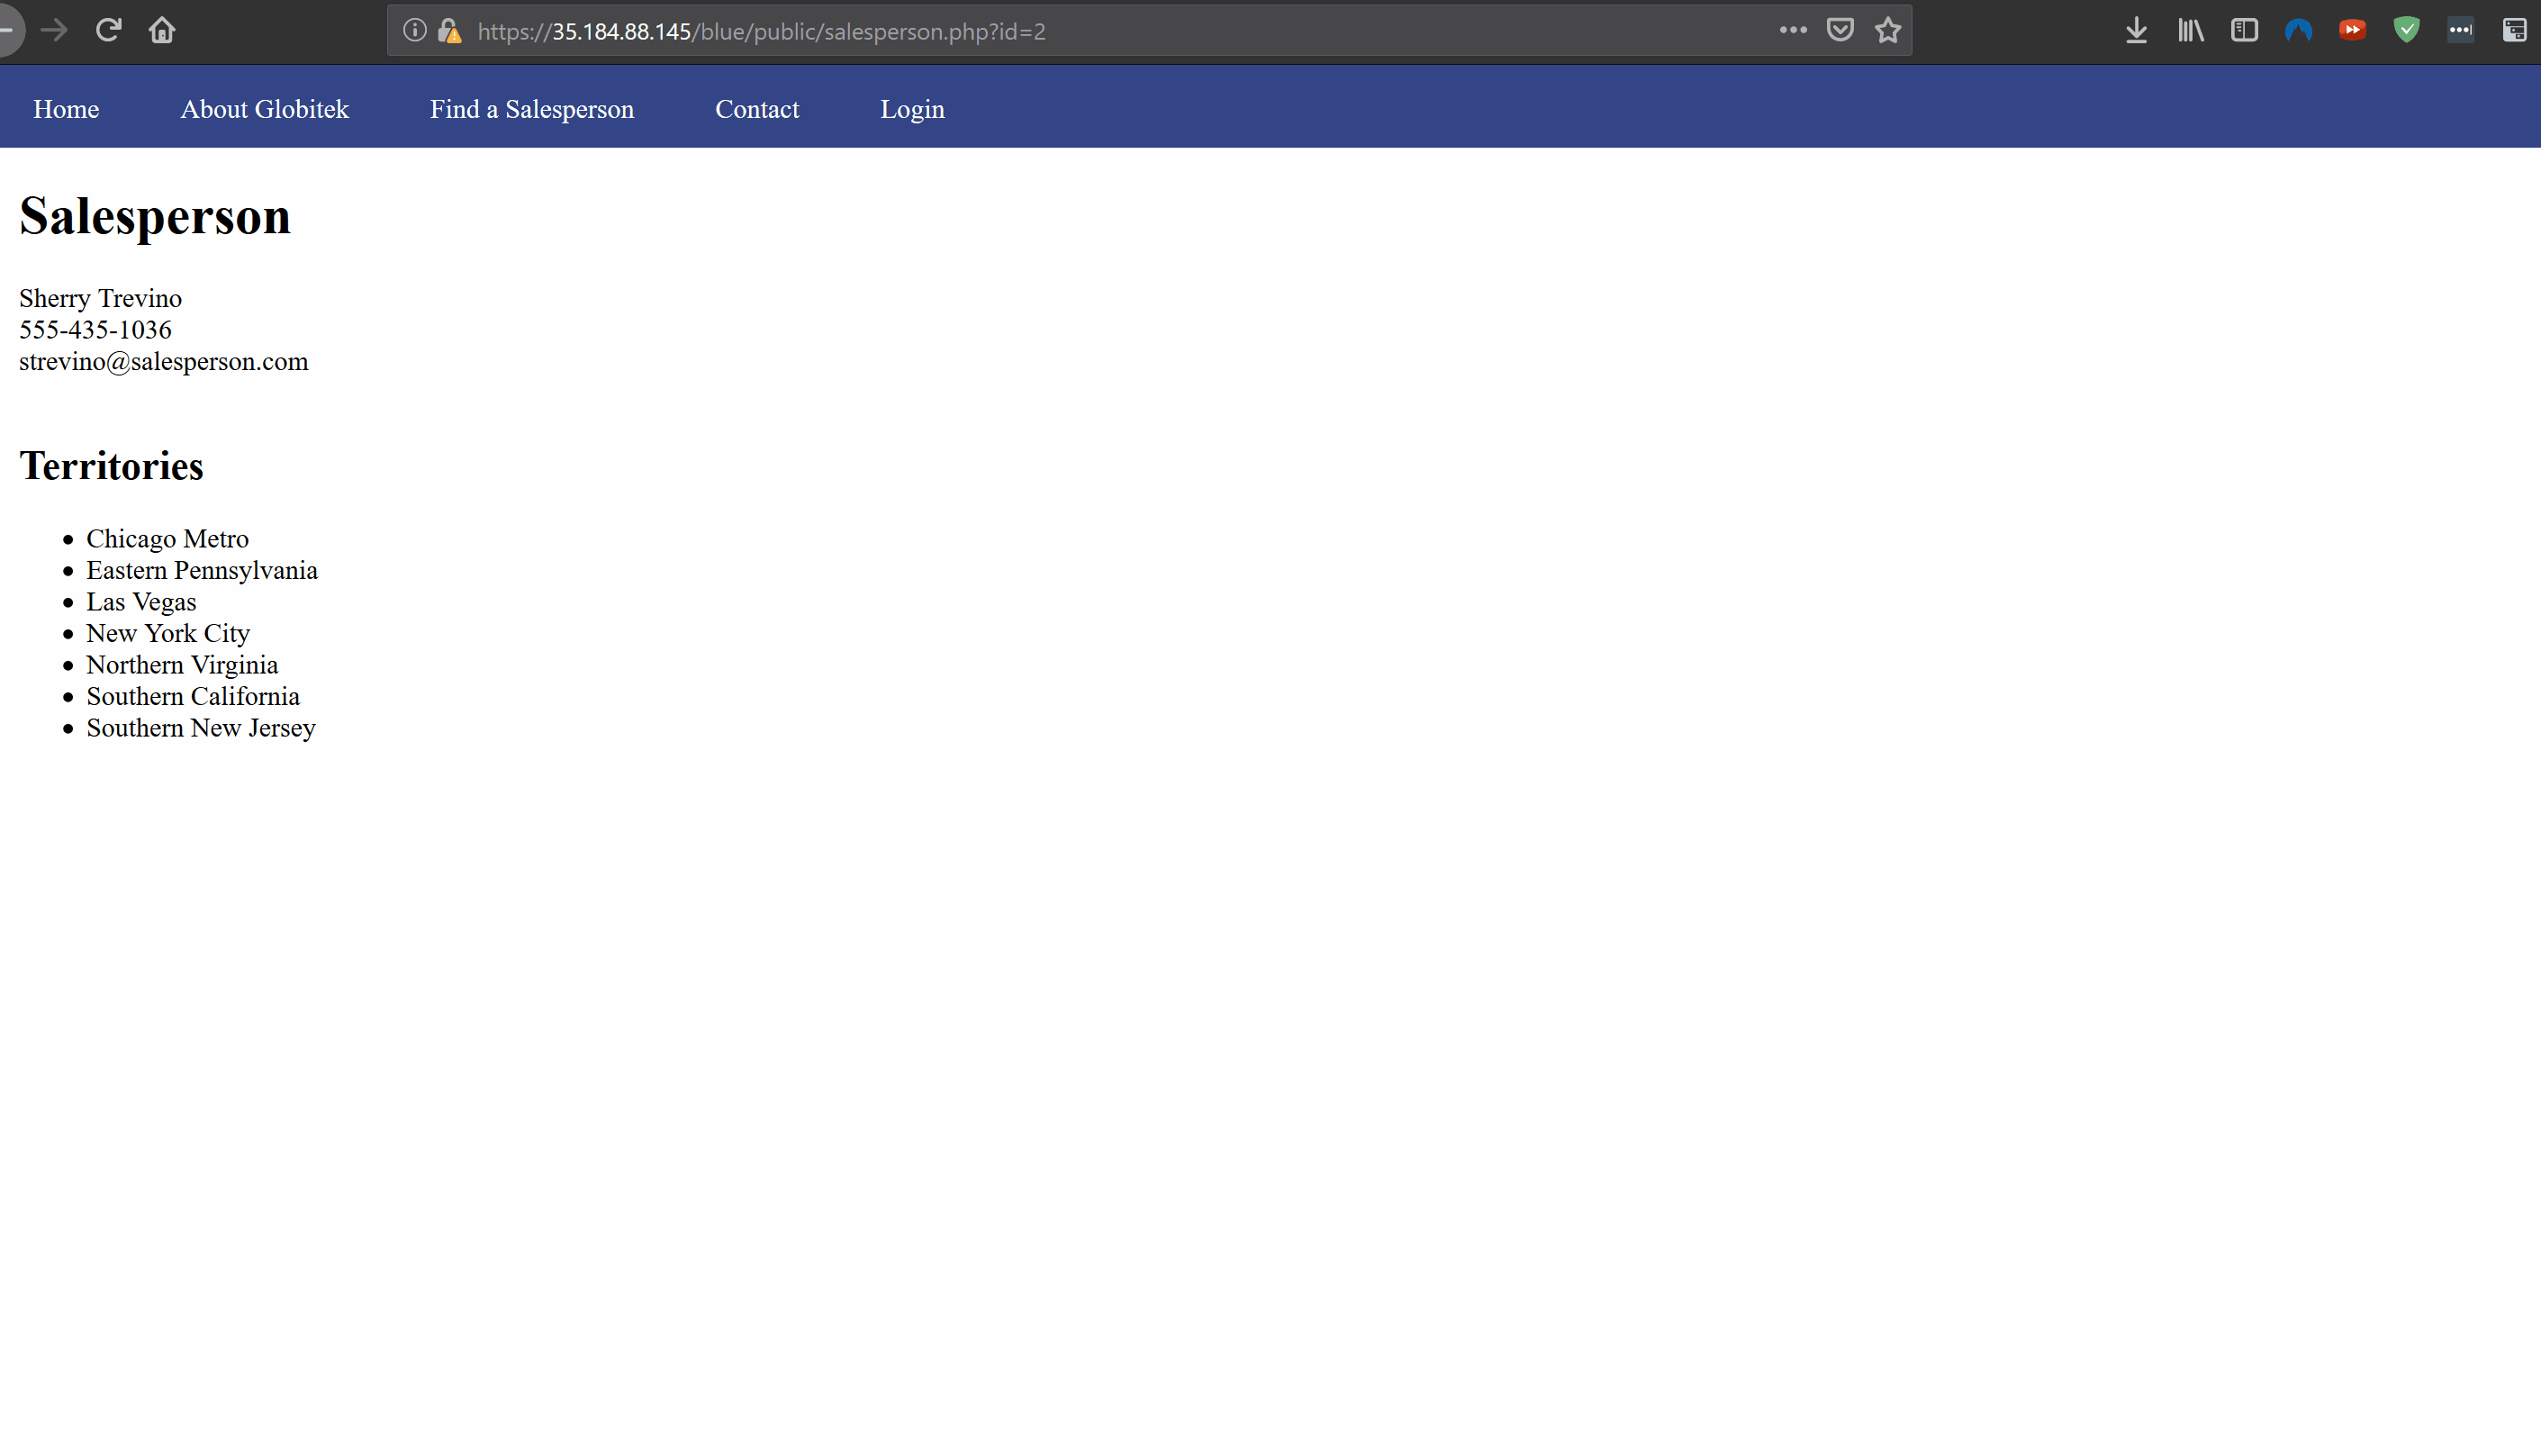 https://35.184.88.145/blue/public/salesperson.php?id=2
Home About Globitek Find a Salesperson Contact Login
Salesperson
Sherry Trevino
555-435-1036
strevino@salesperson.com
Territories
Chicago Metro
Eastern Pennsylvania
Las Vegas
New York City
Northern Virginia
Southern California
Southern New Jersey